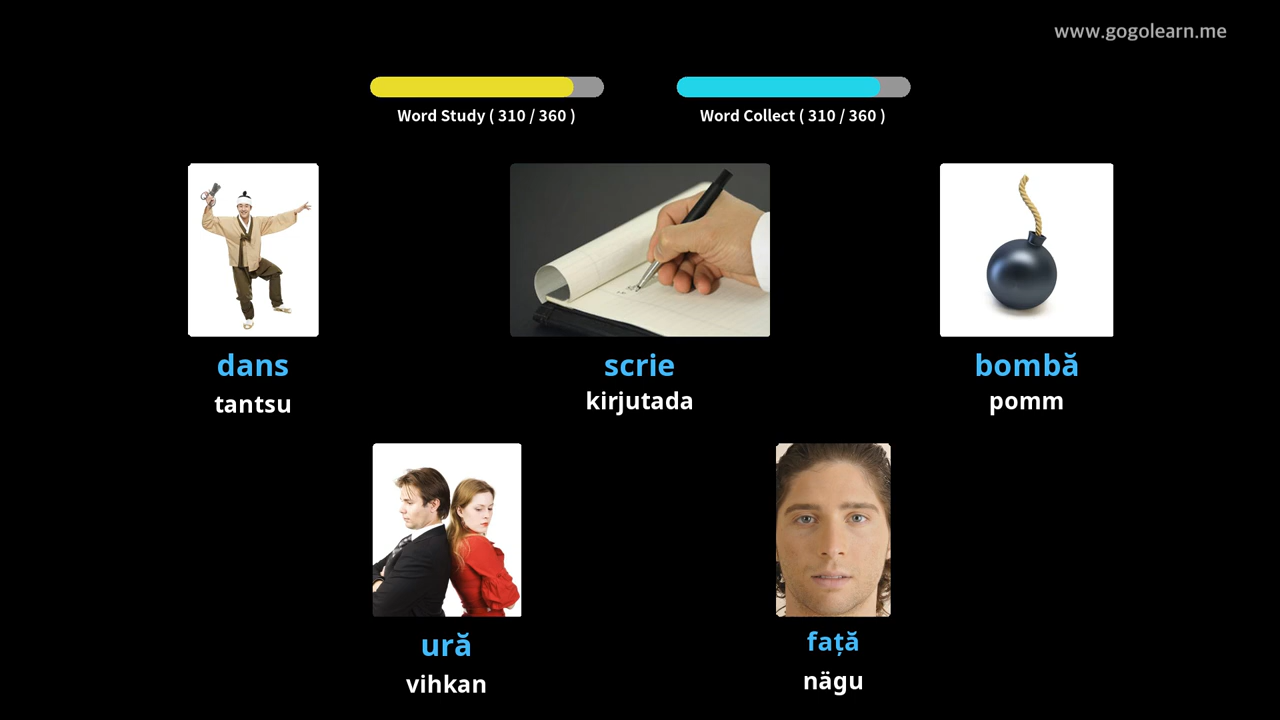 www.gogolearn.me
Word Study ( 310 / 360 )
Word Collect ( 310 / 360 )
dans
tantsu
scrie
kirjutada
bombă
pomm
ură
vihkan
față
nägu